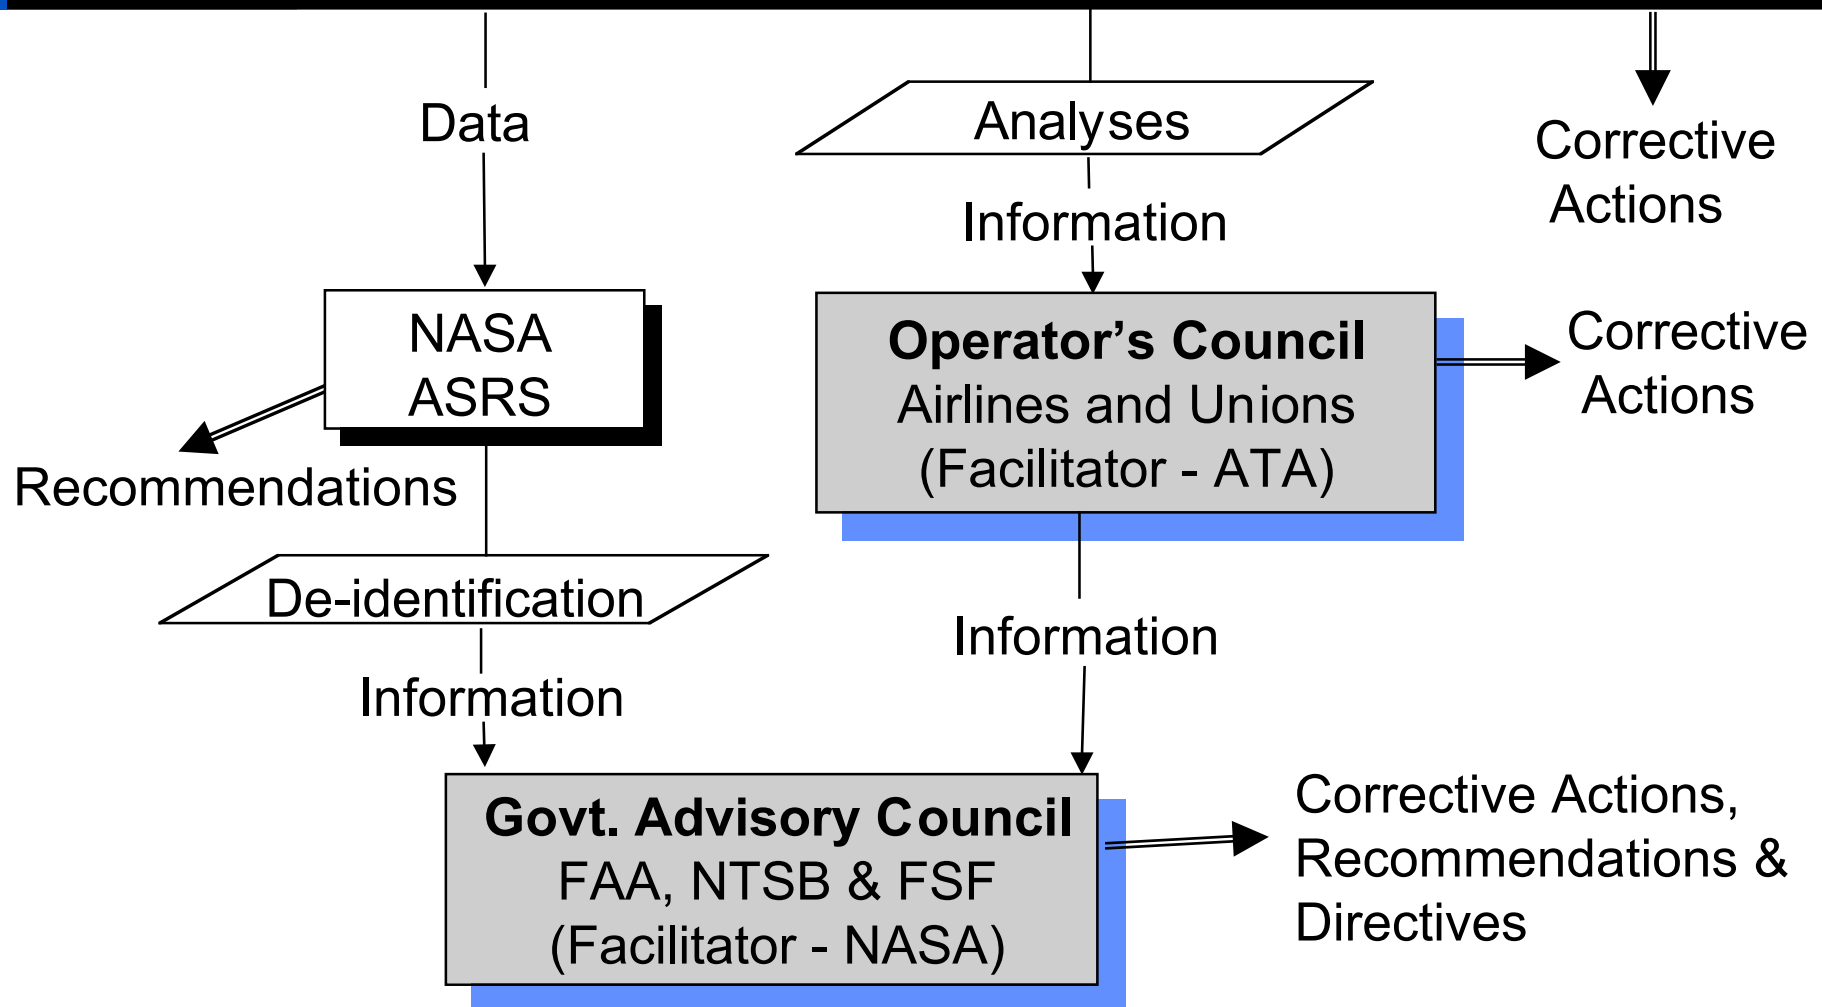 Data
Analyses
Corrective
Actions
Information
NASA
ASRS
Operator’s Council
Airlines and Unions
(Facilitator - ATA)
Corrective
Actions
Recommendations
De-identification
Information
Information
Govt. Advisory Council
FAA, NTSB & FSF
(Facilitator - NASA)
Corrective Actions,
Recommendations &
Directives